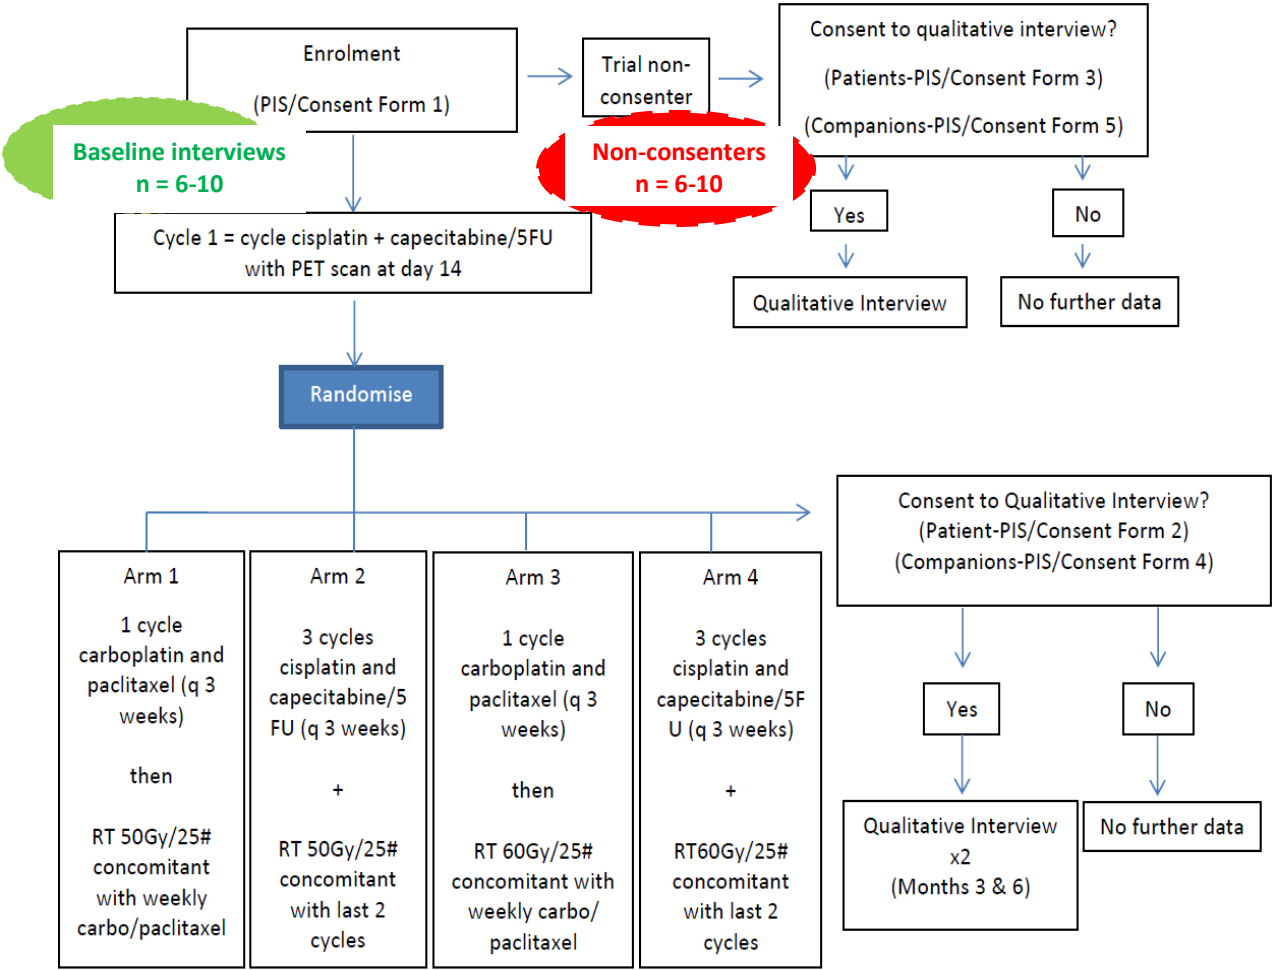 Enrolment
(PIS/Consent Form 1)
Trial non-
consenter
Consent to qualitative interview?
(Patients-PIS/Consent Form 3)
(Companions-PIS/Consent Form 5)
Baseline interviews
n = 6-10
Non-consenters
n = 6-10
Yes
No
Cycle 1 = cycle cisplatin + capecitabine/5FU
with PET scan at day 14
Qualitative Interview
No further data
Randomise
Consent to Qualitative Interview?
(Patient-PIS/Consent Form 2)
(Companions-PIS/Consent Form 4)
Arm 1
1 cycle
carboplatin and
paclitaxel (q 3
weeks)
then
RT 50Gy/25#
concomitant
with weekly
carbo/paclitaxel
Arm 2
3 cycles
cisplatin and
capecitabine/5
FU (q 3 weeks)
+
RT 50Gy/25#
concomitant
with last 2
cycles
Arm 3
1 cycle
carboplatin and
paclitaxel (q 3
weeks)
then
RT 60Gy/25#
concomitant with
weekly carbo/
paclitaxel
Arm 4
3 cycles
cisplatin and
capecitabine/5F
U (q 3 weeks)
+
RT60Gy/25#
concomitant
with last 2
cycles
Yes
No
Qualitative Interview
x2
(Months 3 & 6)
No further data